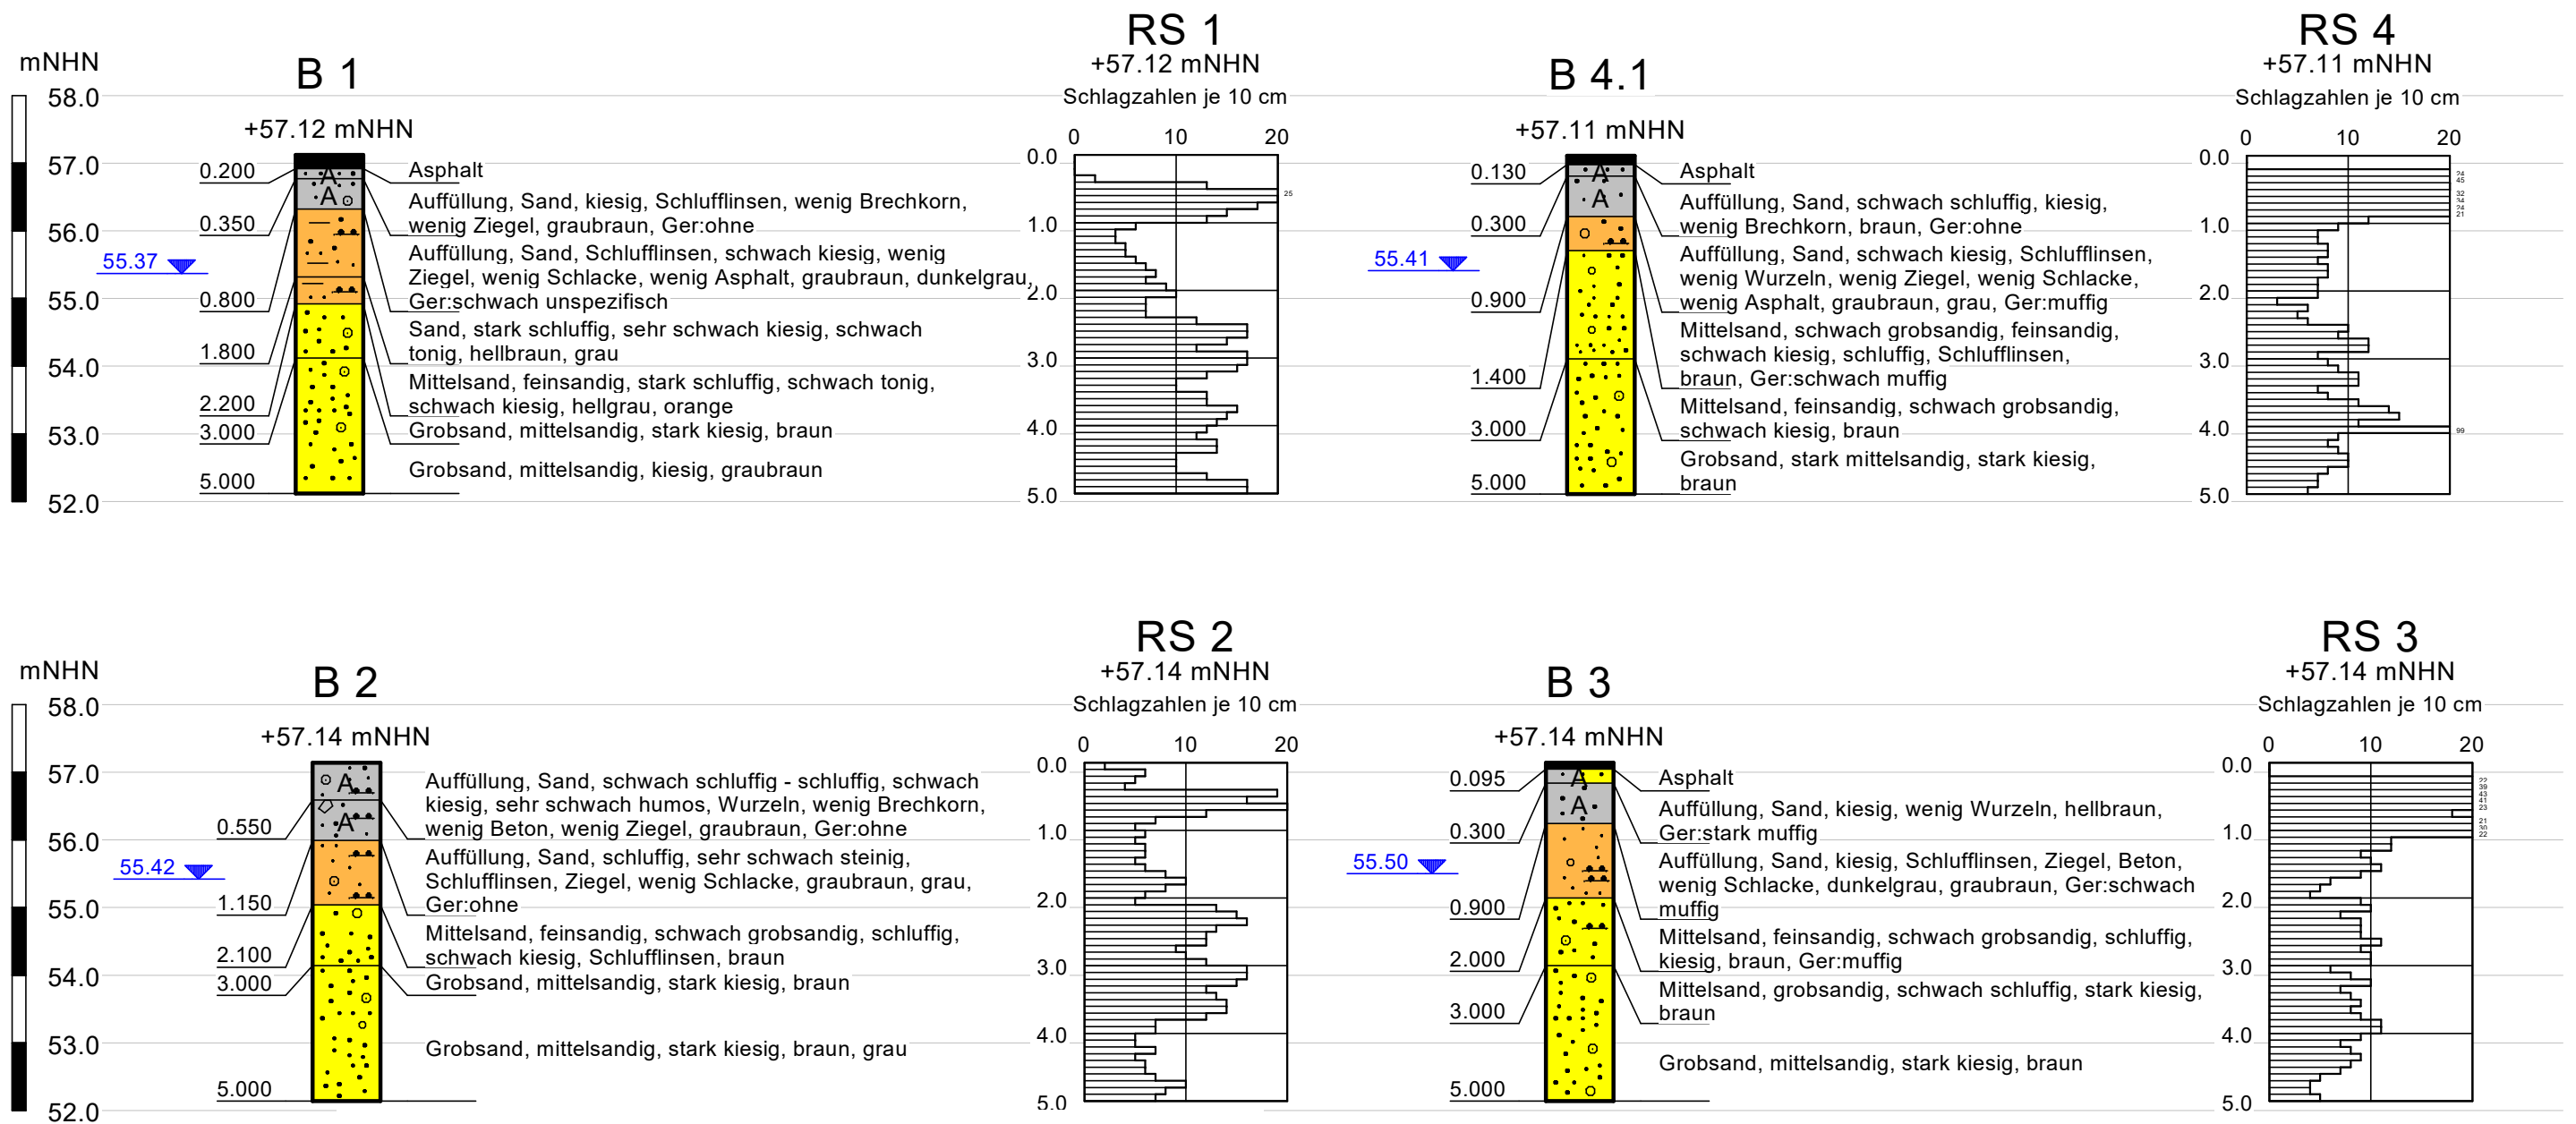 mNHN
58.0
57.0
56.0
55.0
54.0
53.0
52.0
B 1
+57.12 mNHN
55.37
0.200
0.350
0.800
1.800
2.200
3.000
5.000
A
A
Asphalt
Auffüllung, Sand, kiesig, Schlufflinsen, wenig Brechkorn,
wenig Ziegel, graubraun, Ger:ohne
Auffüllung, Sand, Schlufflinsen, schwach kiesig, wenig
Ziegel, wenig Schlacke, wenig Asphalt, graubraun, dunkelgrau,
Ger:schwach unspezifisch
Sand, stark schluffig, sehr schwach kiesig, schwach
tonig, hellbraun, grau
Mittelsand, feinsandig, stark schluffig, schwach tonig,
schwach kiesig, hellgrau, orange
Grobsand, mittelsandig, stark kiesig, braun
Grobsand, mittelsandig, kiesig, graubraun
RS 1
+57.12 mNHN
Schlagzahlen je 10 cm
0 10 20
0.0
1.0
2.0
3.0
4.0
5.0
25
B 4.1
+57.11 mNHN
55.41
0.130
0.300
0.900
1.400
3.000
5.000
A
A
Asphalt
Auffüllung, Sand, schwach schluffig, kiesig,
wenig Brechkorn, braun, Ger:ohne
Auffüllung, Sand, schwach kiesig, Schlufflinsen,
wenig Wurzeln, wenig Ziegel, wenig Schlacke,
wenig Asphalt, graubraun, grau, Ger:muffig
Mittelsand, schwach grobsandig, feinsandig,
schwach kiesig, schluffig, Schlufflinsen,
braun, Ger:schwach muffig
Mittelsand, feinsandig, schwach grobsandig,
schwach kiesig, braun
Grobsand, stark mittelsandig, stark kiesig,
braun
RS 4
+57.11 mNHN
Schlagzahlen je 10 cm
0 10 20
0.0
1.0
2.0
3.0
4.0
5.0
24
45
32
34
24
21
99
mNHN
58.0
57.0
56.0
55.0
54.0
53.0
52.0
B 2
+57.14 mNHN
55.42
0.550
1.150
2.100
3.000
5.000
A
A
Auffüllung, Sand, schwach schluffig - schluffig, schwach
kiesig, sehr schwach humos, Wurzeln, wenig Brechkorn,
wenig Beton, wenig Ziegel, graubraun, Ger:ohne
Auffüllung, Sand, schluffig, sehr schwach steinig,
Schlufflinsen, Ziegel, wenig Schlacke, graubraun, grau,
Ger:ohne
Mittelsand, feinsandig, schwach grobsandig, schluffig,
schwach kiesig, Schlufflinsen, braun
Grobsand, mittelsandig, stark kiesig, braun
Grobsand, mittelsandig, stark kiesig, braun, grau
RS 2
+57.14 mNHN
Schlagzahlen je 10 cm
0 10 20
0.0
1.0
2.0
3.0
4.0
5.0
B 3
+57.14 mNHN
55.50
0.095
0.300
0.900
2.000
3.000
5.000
A
A
Asphalt
Auffüllung, Sand, kiesig, wenig Wurzeln, hellbraun,
Ger:stark muffig
Auffüllung, Sand, kiesig, Schlufflinsen, Ziegel, Beton,
wenig Schlacke, dunkelgrau, graubraun, Ger:schwach
muffig
Mittelsand, feinsandig, schwach grobsandig, schluffig,
kiesig, braun, Ger:muffig
Mittelsand, grobsandig, schwach schluffig, stark kiesig,
braun
Grobsand, mittelsandig, stark kiesig, braun
RS 3
+57.14 mNHN
Schlagzahlen je 10 cm
0 10 20
0.0
1.0
2.0
3.0
4.0
5.0
22
39
43
41
23
21
30
22